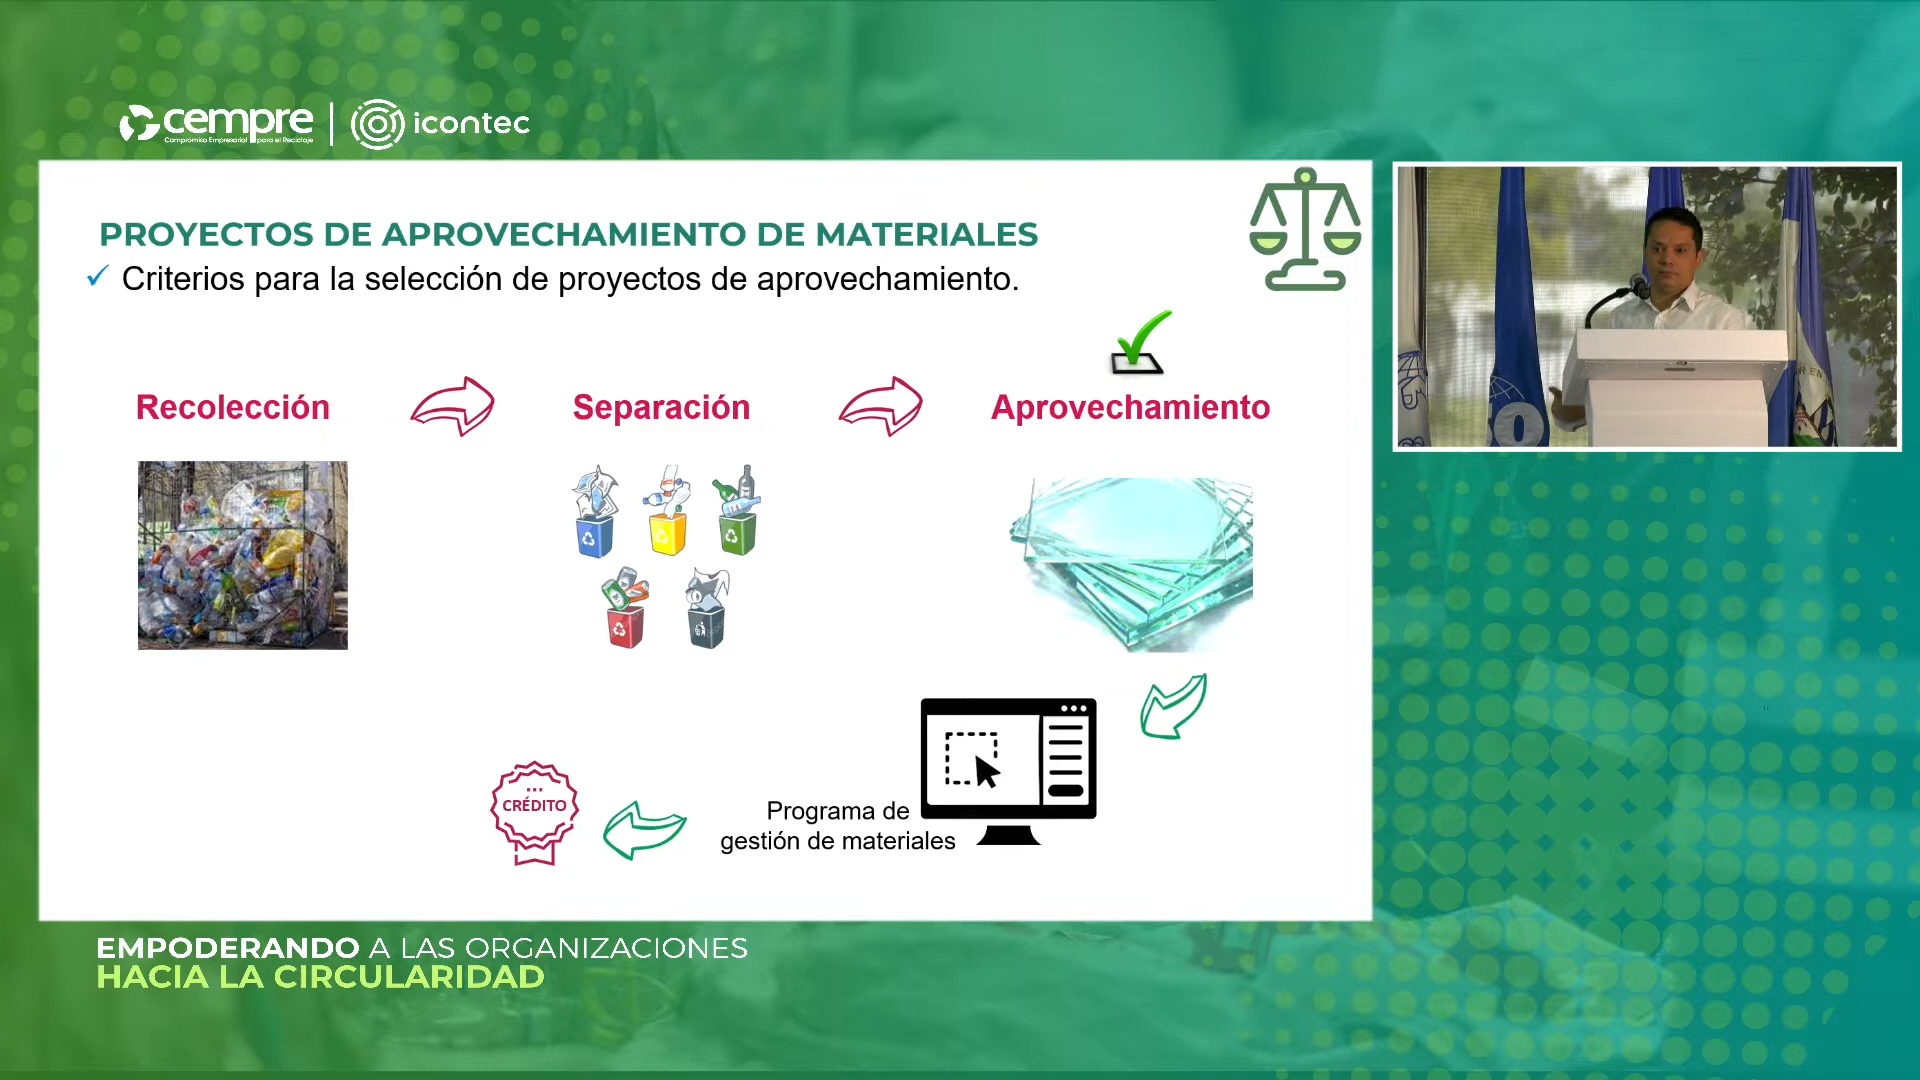 cempre
Compromiso Empresarial para el Reciclaje
icontec
PROYECTOS DE APROVECHAMIENTO DE MATERIALES
✓ Criterios para la selección de proyectos de aprovechamiento.
Recolección
Separación
Aprovechamiento
...
CRÉDITO
Programa de
gestión de materiales
EMPODERANDO A LAS ORGANIZACIONES
HACIA LA CIRCULARIDAD